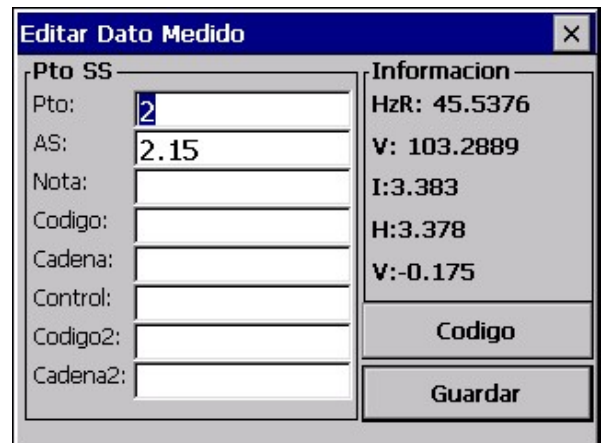 Editar Dato Medido
Pto SS
Pto: 2
AS: 2.15
Nota:
Codigo:
Cadena:
Control:
Codigo2:
Cadena2:
Informacion
HzR: 45.5376
V: 103.2889
I:3.383
H:3.378
V:-0.175
Codigo
Guardar